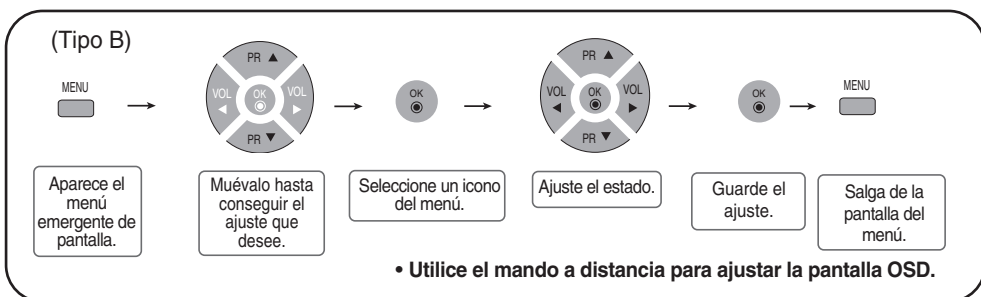 (Tipo B)
MENU
PR ▲
VOL ◄
OK
VOL ►
PR ▼
OK
PR ▲
VOL ◄
OK
VOL ►
PR ▼
OK
MENU
Aparece el
menú
emergente de
pantalla.
Muévalo hasta
conseguir el
ajuste que
desee.
Seleccione un icono
del menú.
Ajuste el estado.
Guarde el
ajuste.
Salga de la
pantalla del
menú.
• Utilice el mando a distancia para ajustar la pantalla OSD.